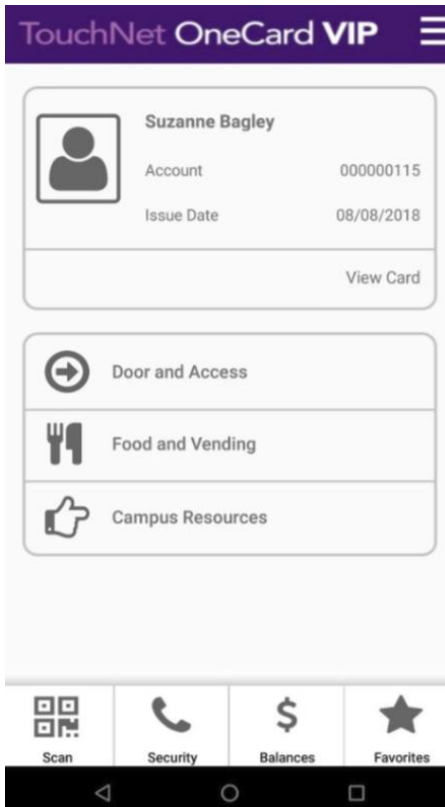 TouchNet OneCard VIP
Suzanne Bagley
Account 000000115
Issue Date 08/08/2018
View Card
Door and Access
Food and Vending
Campus Resources
Scan Security Balances Favorites